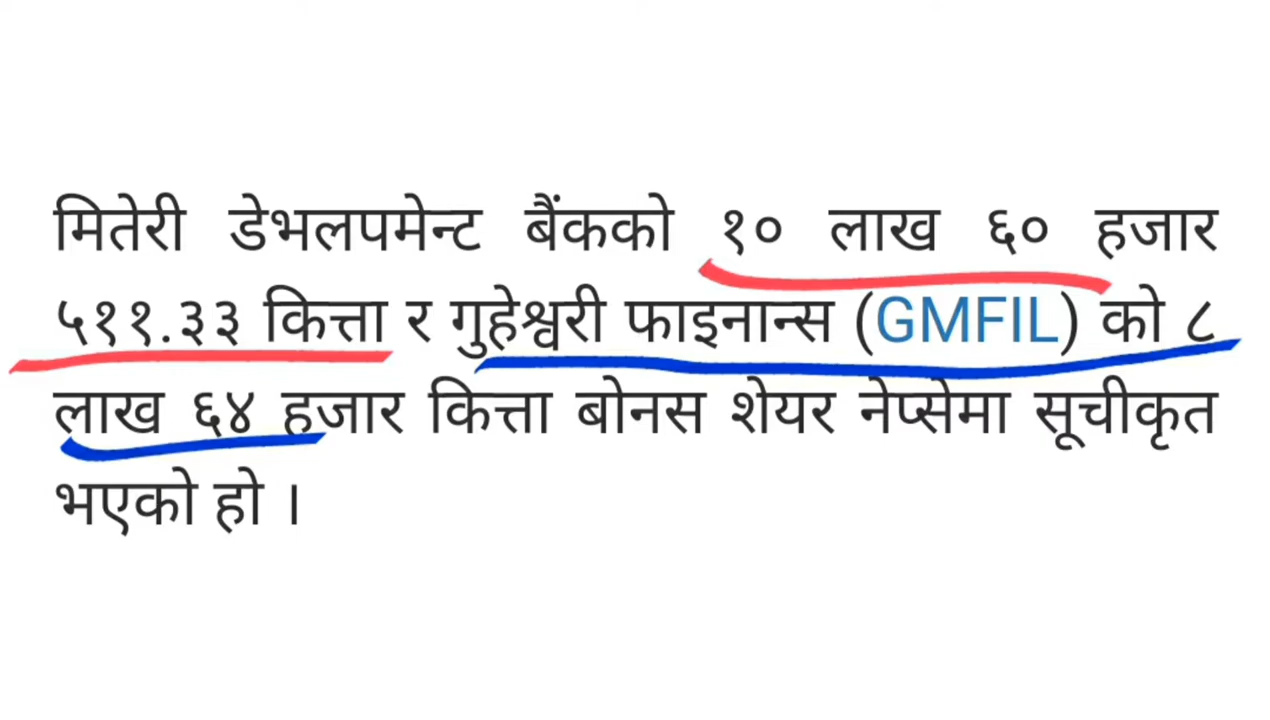 मितेरी डेभलपमेन्ट बैंकको १० लाख ६० हजार
५११.३३ कित्ता र गुहेश्वरी फाइनान्स (GMFIL) को ८
लाख ६४ हजार कित्ता बोनस शेयर नेप्सेमा सूचीकृत
भएको हो ।